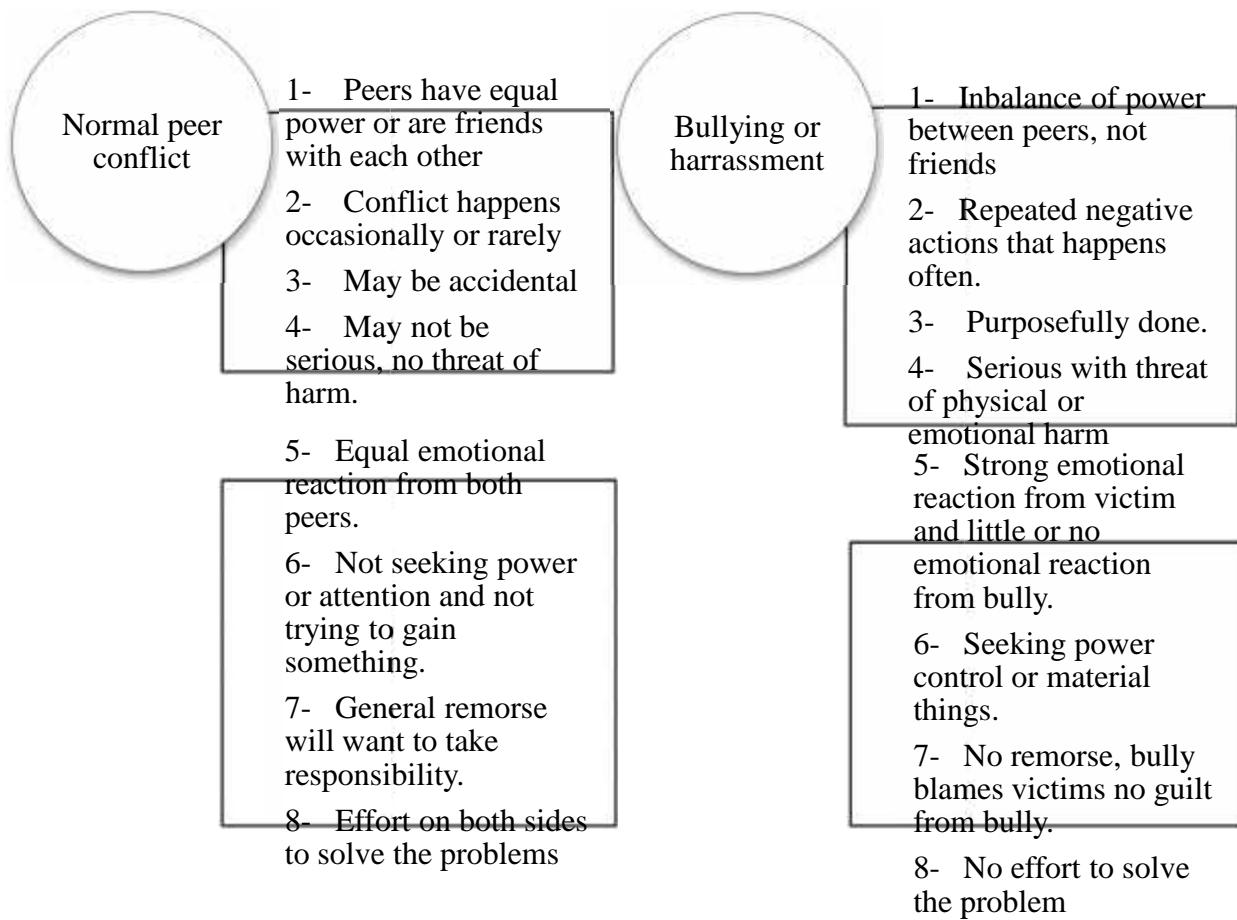 Normal peer
conflict
1- Peers have equal
power or are friends
with each other
2- Conflict happens
occasionally or rarely
3- May be accidental
4- May not be
serious, no threat of
harm.
5- Equal emotional
reaction from both
peers.
6- Not seeking power
or attention and not
trying to gain
something.
7- General remorse
will want to take
responsibility.
8- Effort on both sides
to solve the problems
Bullying or
harrassment
1- Inbalance of power
between peers, not
friends
2- Repeated negative
actions that happens
often.
3- Purposefully done.
4- Serious with threat
of physical or
emotional harm
5- Strong emotional
reaction from victim
and little or no
emotional reaction
from bully.
6- Seeking power
control or material
things.
7- No remorse, bully
blames victims no guilt
from bully.
8- No effort to solve
the problem